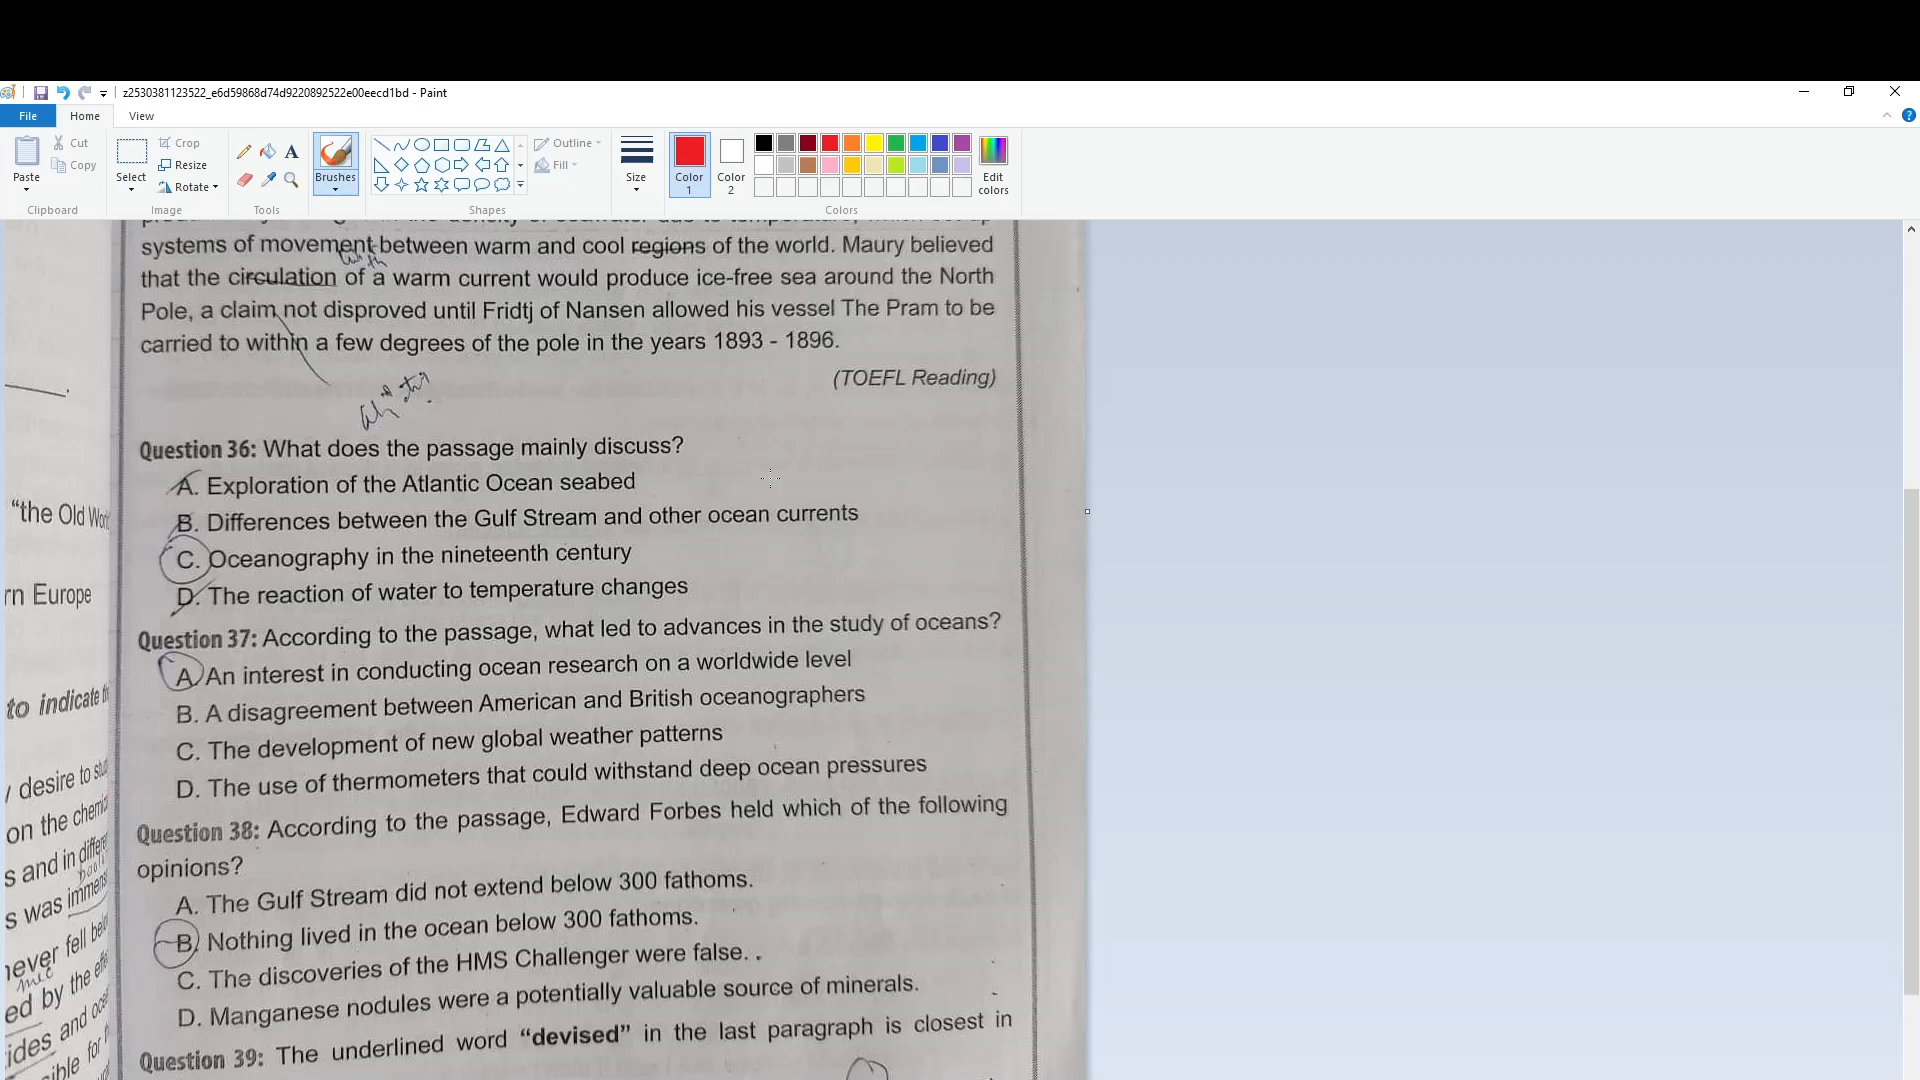 z2530381123522_e6d59868d74d9220892522e00eecd1bd - Paint
File Home View
Paste Cut Copy Select Crop Resize Rotate Brushes Outline Fill Size Color 1 Color 2 Edit colors
Clipboard Image Tools Shapes Colors
systems of movement between warm and cool regions of the world. Maury believed
that the circulation of a warm current would produce ice-free sea around the North
Pole, a claim not disproved until Fridtj of Nansen allowed his vessel The Pram to be
carried to within a few degrees of the pole in the years 1893 - 1896.
(TOEFL Reading)
Question 36: What does the passage mainly discuss?
A. Exploration of the Atlantic Ocean seabed
B. Differences between the Gulf Stream and other ocean currents
C. Oceanography in the nineteenth century
D. The reaction of water to temperature changes
Question 37: According to the passage, what led to advances in the study of oceans?
A. An interest in conducting ocean research on a worldwide level
B. A disagreement between American and British oceanographers
C. The development of new global weather patterns
D. The use of thermometers that could withstand deep ocean pressures
Question 38: According to the passage, Edward Forbes held which of the following
opinions?
A. The Gulf Stream did not extend below 300 fathoms.
B. Nothing lived in the ocean below 300 fathoms.
C. The discoveries of the HMS Challenger were false. .
D. Manganese nodules were a potentially valuable source of minerals.
Question 39: The underlined word “devised” in the last paragraph is closest in
“the Old
rn Europe
to indicate
desire to
on the
s and in
s was
never fell
ed by the
ides and
ible for